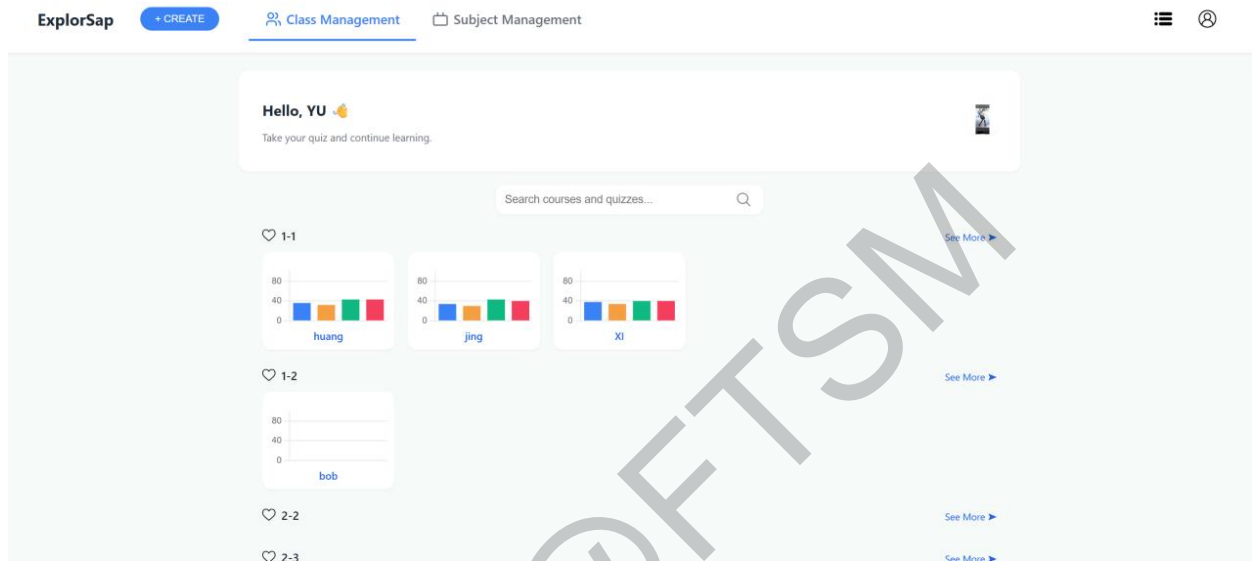 ExplorSap + CREATE Class Management Subject Management
Hello, YU
Take your quiz and continue learning.
Search courses and quizzes...
1-1 See More
80 80 80
40 40 40
0 0 0
huang jing XI
1-2 See More
80
40
0
bob
2-2 See More
2-3 See More
@FTSM